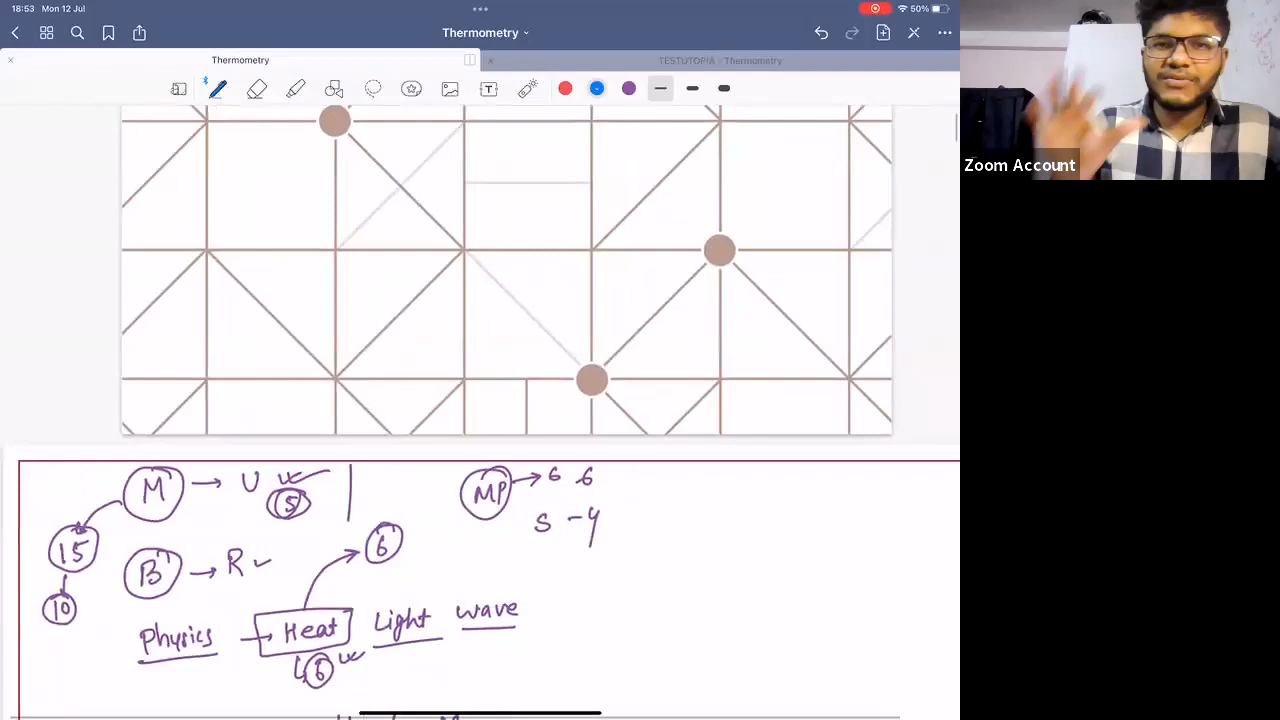 18:53 Mon 12 Jul
50%
Thermometry
Thermometry
TESTUTOPIA - Thermometry
Zoom Account
M → U
5
MP → 6 6
S - 4
15
10
B → R
6
Physics → Heat Light wave
6